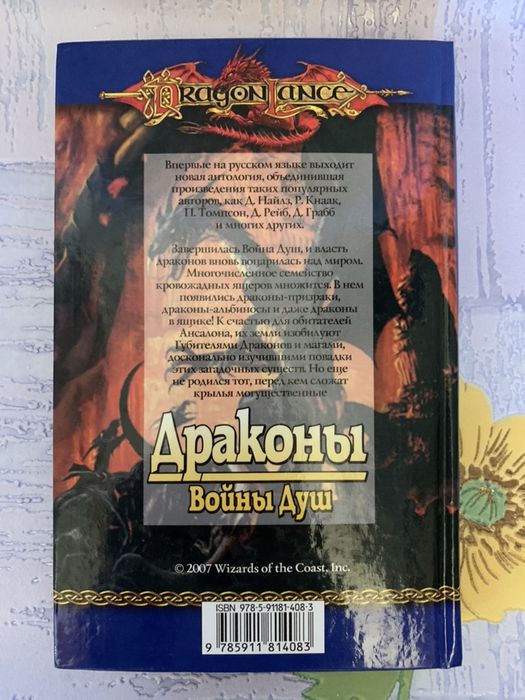 DRAGONLANCE
Впервые на русском языке выходит
новая антология, объединившая
произведения таких популярных
авторов, как Д. Найлз, Р. Кнаак,
П. Томпсон, Д. Рейб, Д. Грабб
и многих других.
Завершилась Война Душ, и власть
драконов вновь воцарилась над миром.
Многочисленное семейство
кровожадных ящеров множится. В нем
появились драконы-призраки,
драконы-альбиносы и даже драконы
в ящике! К счастью для обитателей
Ансалона, их земли изобилуют
Губителями Драконов и магами,
досконально изучившими повадки
этих загадочных существ. Но еще
не родился тот, перед кем сложат
крылья могущественные
Драконы
Войны Душ
© 2007 Wizards of the Coast, Inc.
ISBN 978-5-91181-408-3
9 785911 814083